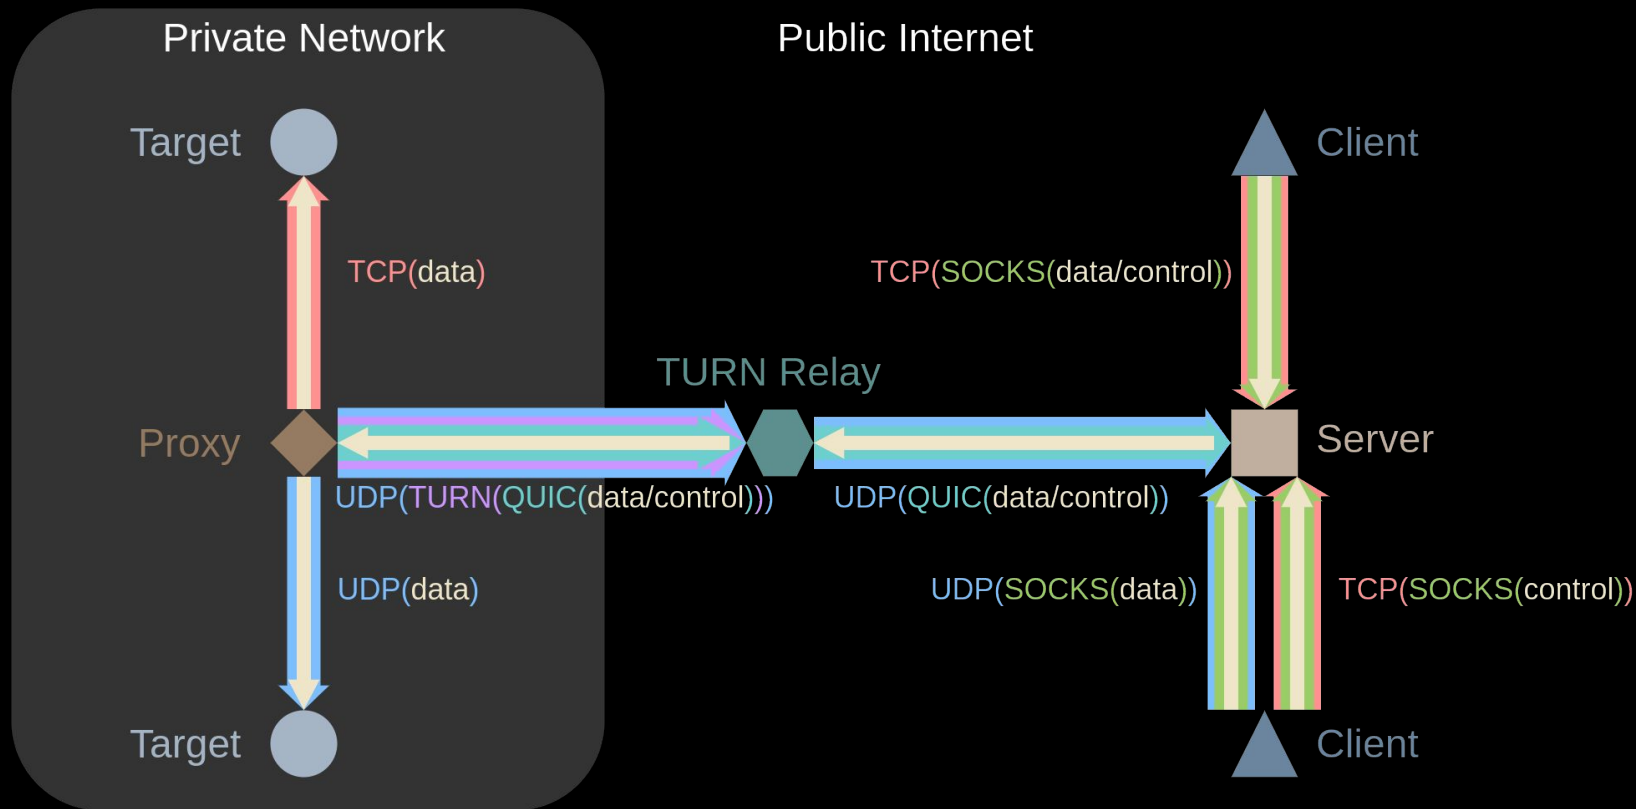 Private Network
Public Internet
Target
Client
TCP(data)
TCP(SOCKS(data/control))
TURN Relay
Proxy
Server
UDP(TURN(QUIC(data/control)))
UDP(QUIC(data/control))
UDP(data)
UDP(SOCKS(data))
TCP(SOCKS(control))
Target
Client